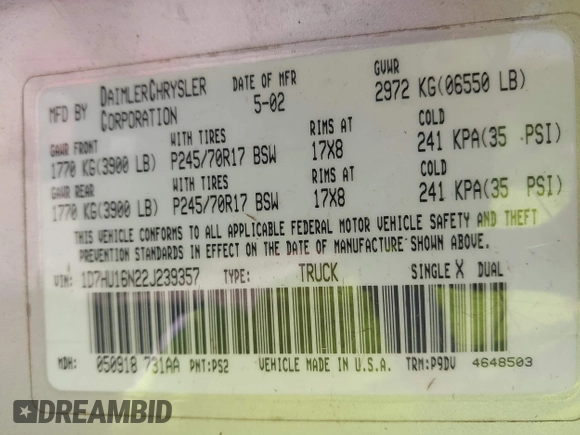 MFD BY DAIMLERCHRYSLER CORPORATION
DATE OF MFR 5-02
GVWR 2972 KG(06550 LB)
GAWR FRONT WITH TIRES RIMS AT COLD
1770 KG(3900 LB) P245/70R17 BSW 17X8 241 KPA(35 PSI)
GAWR REAR WITH TIRES RIMS AT COLD
1770 KG(3900 LB) P245/70R17 BSW 17X8 241 KPA(35 PSI)
THIS VEHICLE CONFORMS TO ALL APPLICABLE FEDERAL MOTOR VEHICLE SAFETY AND THEFT
PREVENTION STANDARDS IN EFFECT ON THE DATE OF MANUFACTURE SHOWN ABOVE.
VIN: 1D7HU16N22J239357 TYPE: TRUCK SINGLE X DUAL
MDH: 050918 731AA PNT:PS2 VEHICLE MADE IN U.S.A. TRM:P9DV 4648503
DREAMBID